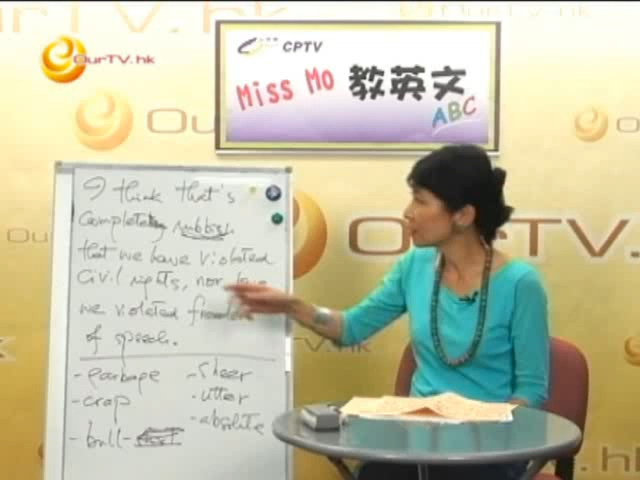 OurTV.hk
CPTV
Miss Mo 教英文
ABC
I think that's
completely rubbish
that we have violated
civil rights, nor have
we violated freedom
of speech.
- garbage
- crap
- bull-
- sheer
- utter
- absolute
OurTV.hk